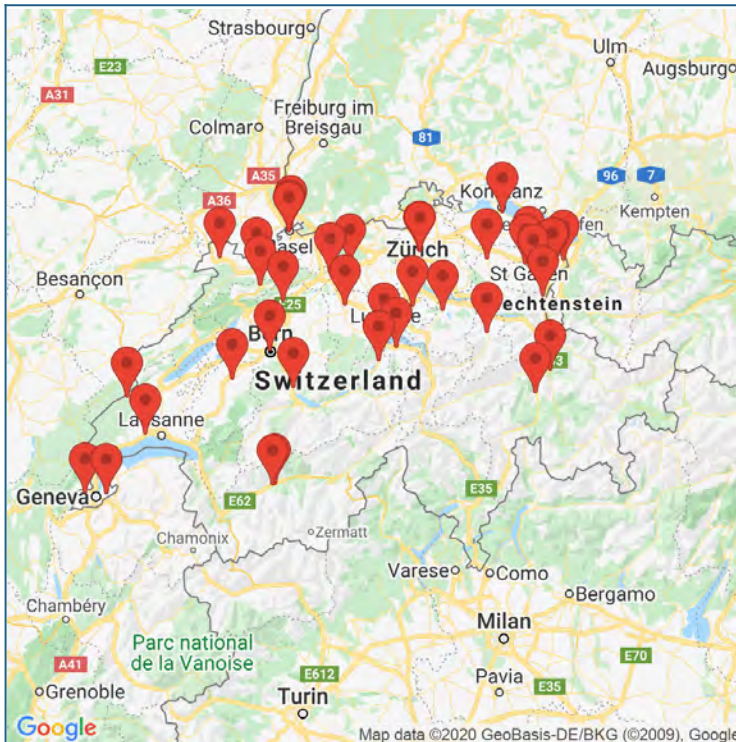 Strasbourg
Ulm
E23
Augsburg
A31
Freiburg im
Breisgau
Colmar
81
A35
96
7
Konstanz
A36
Kempten
Basel
Zürich
St Gallen
Besançon
E25
echtenstein
Bern
43
Switzerland
Lausanne
Geneva
E62
E35
Zermatt
Chamonix
Varese
Como
Bergamo
Chambéry
Milan
Parc national
de la Vanoise
A41
E70
E612
Pavia
E35
Grenoble
Turin
Google
Map data ©2020 GeoBasis-DE/BKG (©2009), Google